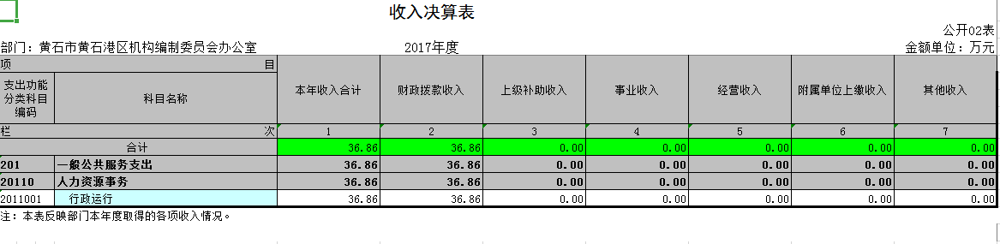 收入决算表
公开02表
部门：黄石市黄石港区机构编制委员会办公室 2017年度 金额单位：万元
项 目 本年收入合计 财政拨款收入 上级补助收入 事业收入 经营收入 附属单位上缴收入 其他收入
支出功能分类科目编码 科目名称
栏 次 1 2 3 4 5 6 7
合计 36.86 36.86 0.00 0.00 0.00 0.00 0.00
201 一般公共服务支出 36.86 36.86 0.00 0.00 0.00 0.00 0.00
20110 人力资源事务 36.86 36.86 0.00 0.00 0.00 0.00 0.00
2011001 行政运行 36.86 36.86 0.00 0.00 0.00 0.00 0.00
注：本表反映部门本年度取得的各项收入情况。